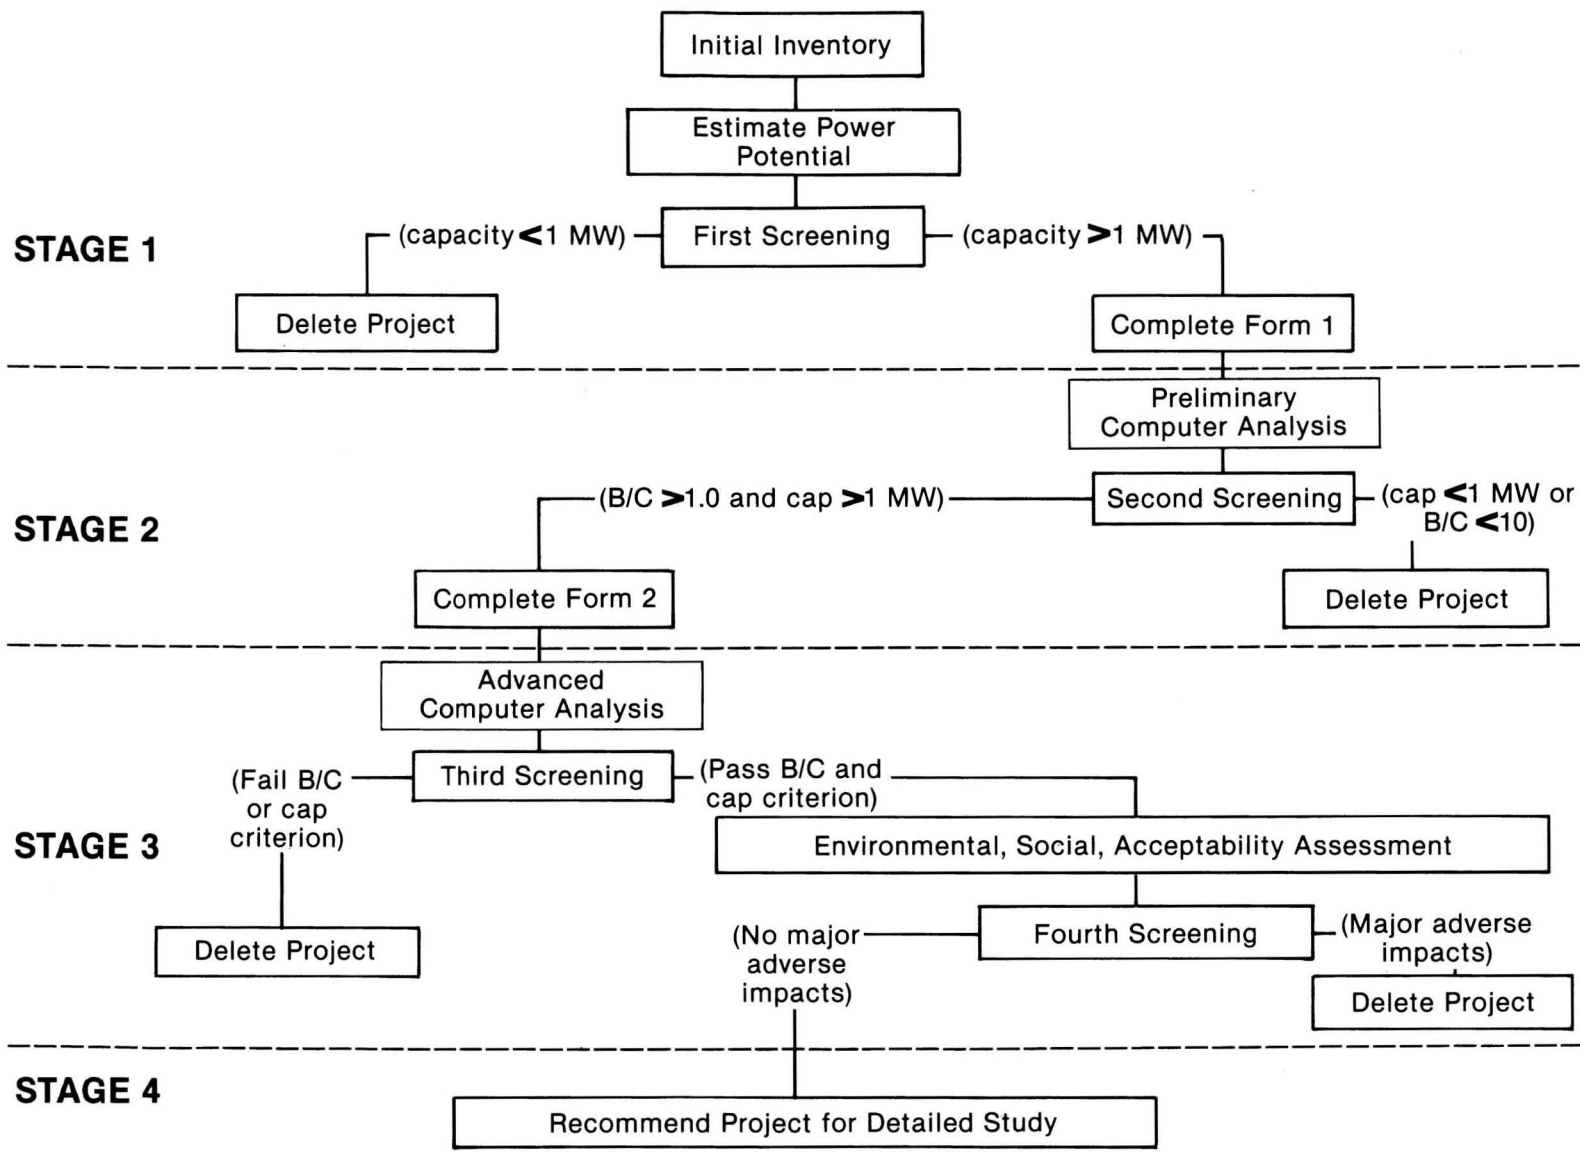 Initial Inventory
Estimate Power
Potential
STAGE 1
(capacity<1 MW)
First Screening
(capacity>1 MW)
Delete Project
Complete Form 1
Preliminary
Computer Analysis
STAGE 2
(B/C >1.0 and cap >1 MW)
Second Screening
(cap <1 MW or
B/C <10)
Complete Form 2
Delete Project
Advanced
Computer Analysis
STAGE 3
(Fail B/C
or cap
criterion)
Third Screening
(Pass B/C and
cap criterion)
Environmental, Social, Acceptability Assessment
Delete Project
(No major
adverse
impacts)
Fourth Screening
(Major adverse
impacts)
Delete Project
STAGE 4
Recommend Project for Detailed Study